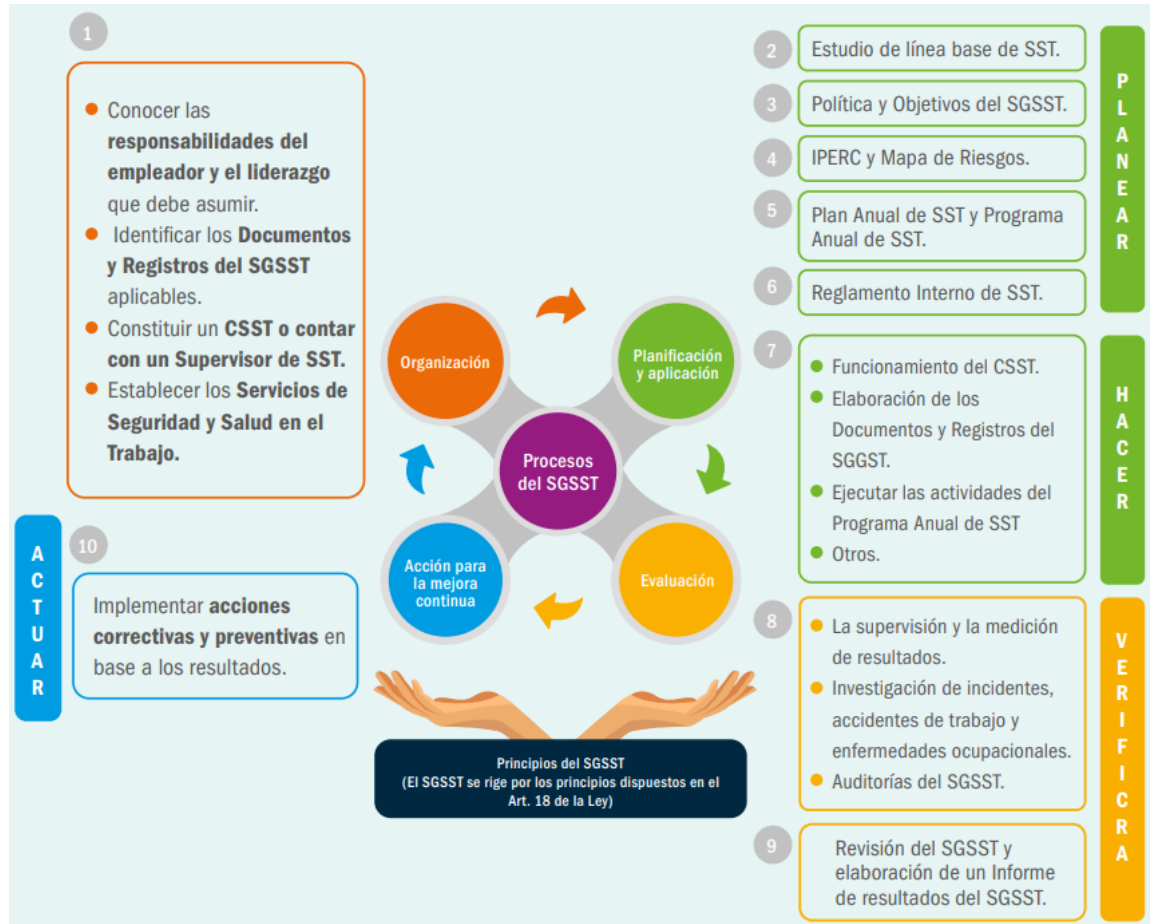 1
● Conocer las
responsabilidades del
empleador y el liderazgo
que debe asumir.
● Identificar los Documentos
y Registros del SGSST
aplicables.
● Constituir un CSST o contar
con un Supervisor de SST.
● Establecer los Servicios de
Seguridad y Salud en el
Trabajo.
2
Estudio de línea base de SST.
3
Política y Objetivos del SGSST.
4
IPERC y Mapa de Riesgos.
5
Plan Anual de SST y Programa
Anual de SST.
6
Reglamento Interno de SST.
PLANEAR
7
● Funcionamiento del CSST.
● Elaboración de los
Documentos y Registros del
SGGST.
● Ejecutar las actividades del
Programa Anual de SST
● Otros.
HACER
8
● La supervisión y la medición
de resultados.
● Investigación de incidentes,
accidentes de trabajo y
enfermedades ocupacionales.
● Auditorías del SGSST.
9
Revisión del SGSST y
elaboración de un Informe
de resultados del SGSST.
VERIFICRA
10
Implementar acciones
correctivas y preventivas en
base a los resultados.
ACTUAR
Organización
Planificación
y aplicación
Procesos
del SGSST
Acción para
la mejora
continua
Evaluación
Principios del SGSST
(El SGSST se rige por los principios dispuestos en el
Art. 18 de la Ley)